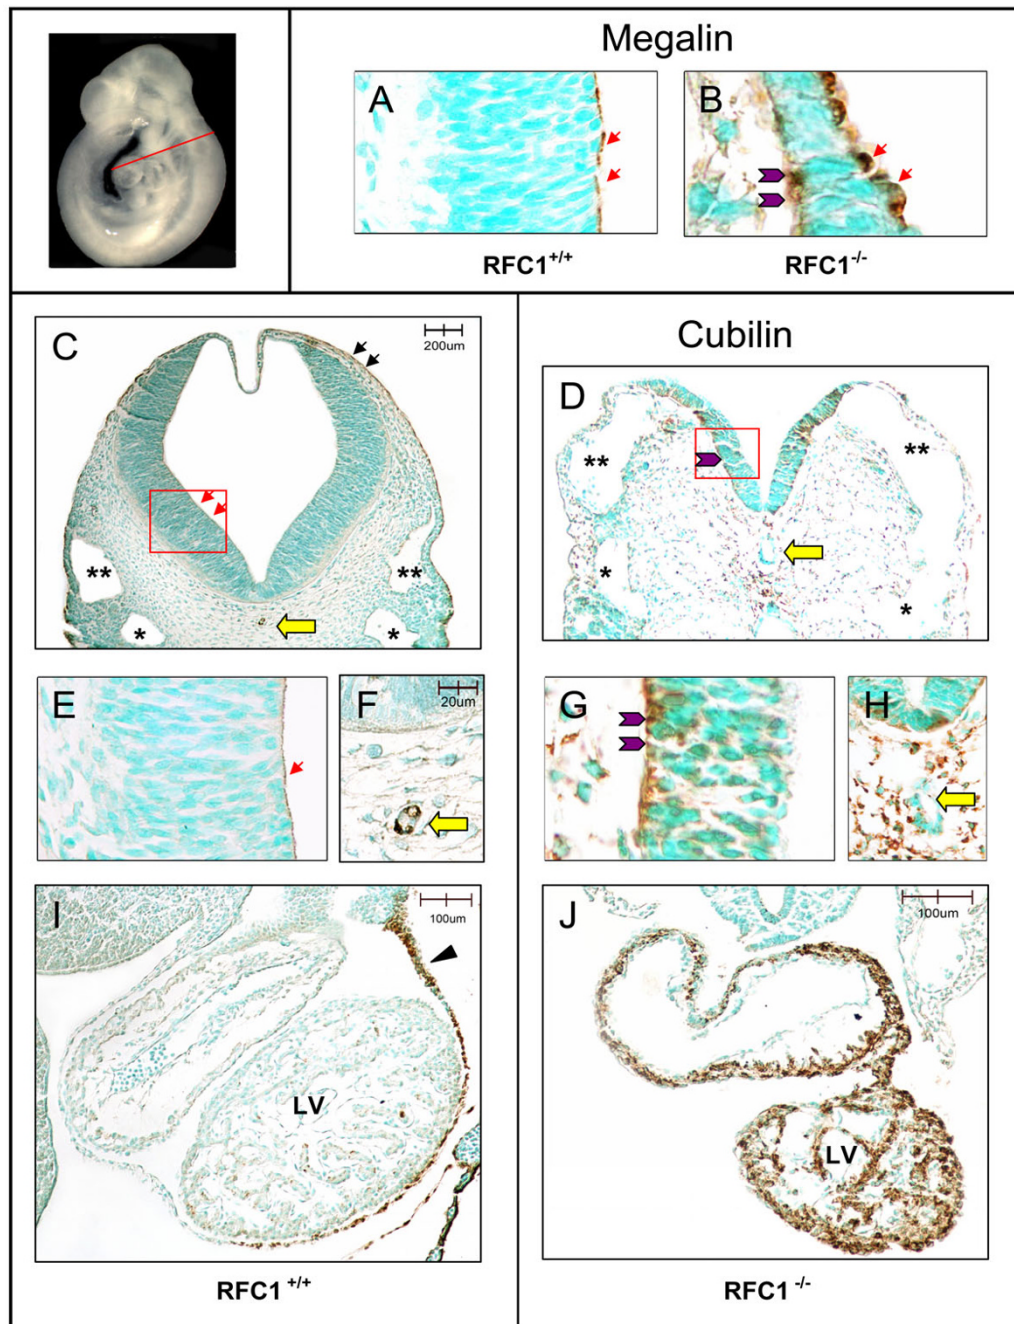 Megalin
A
B
RFC1+/+
RFC1-/-
C
200um
Cubilin
D
**
**
*
*
**
**
*
*
E
F
20um
G
H
I
100um
LV
J
100um
LV
RFC1 +/+
RFC1 -/-